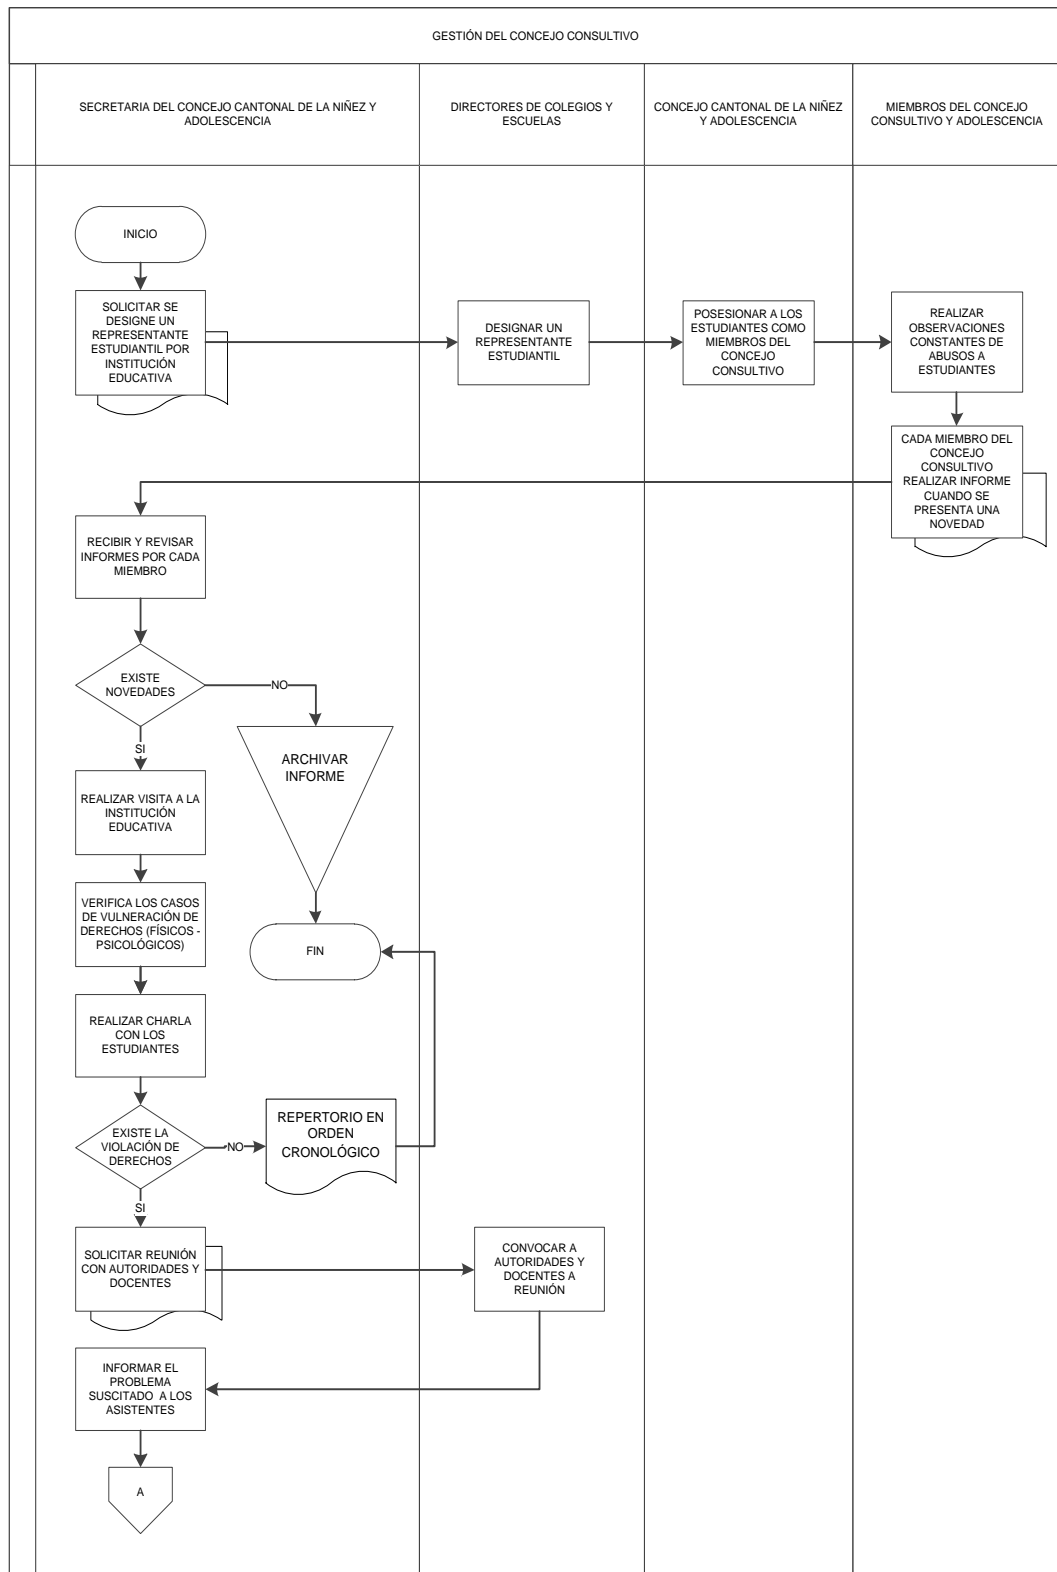 GESTIÓN DEL CONCEJO CONSULTIVO
SECRETARIA DEL CONCEJO CANTONAL DE LA NIÑEZ Y
ADOLESCENCIA
DIRECTORES DE COLEGIOS Y
ESCUELAS
CONCEJO CANTONAL DE LA NIÑEZ
Y ADOLESCENCIA
MIEMBROS DEL CONCEJO
CONSULTIVO Y ADOLESCENCIA
INICIO
SOLICITAR SE
DESIGNE UN
REPRESENTANTE
ESTUDIANTIL POR
INSTITUCIÓN
EDUCATIVA
DESIGNAR UN
REPRESENTANTE
ESTUDIANTIL
POSESIONAR A LOS
ESTUDIANTES COMO
MIEMBROS DEL
CONCEJO
CONSULTIVO
REALIZAR
OBSERVACIONES
CONSTANTES DE
ABUSOS A
ESTUDIANTES
CADA MIEMBRO DEL
CONCEJO
CONSULTIVO
REALIZAR INFORME
CUANDO SE
PRESENTA UNA
NOVEDAD
RECIBIR Y REVISAR
INFORMES POR CADA
MIEMBRO
EXISTE
NOVEDADES
NO
SI
ARCHIVAR
INFORME
REALIZAR VISITA A LA
INSTITUCIÓN
EDUCATIVA
VERIFICA LOS CASOS
DE VULNERACIÓN DE
DERECHOS (FÍSICOS -
PSICOLÓGICOS)
FIN
REALIZAR CHARLA
CON LOS
ESTUDIANTES
EXISTE LA
VIOLACIÓN DE
DERECHOS
NO
REPERTORIO EN
ORDEN
CRONOLÓGICO
SI
SOLICITAR REUNIÓN
CON AUTORIDADES Y
DOCENTES
CONVOCAR A
AUTORIDADES Y
DOCENTES A
REUNIÓN
INFORMAR EL
PROBLEMA
SUSCITADO A LOS
ASISTENTES
A